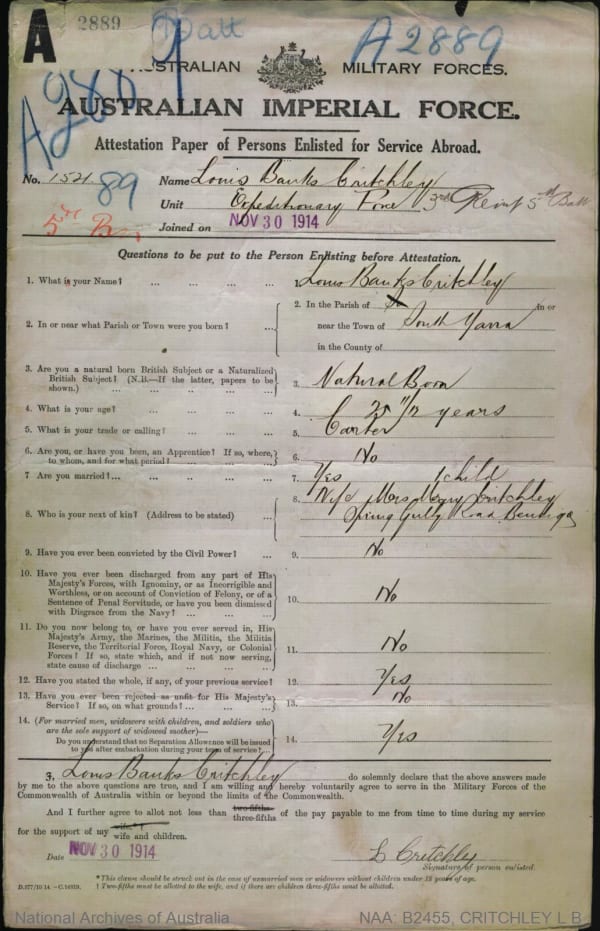 A
2889
Batt
A2889
A2889
AUSTRALIAN MILITARY FORCES.
AUSTRALIAN IMPERIAL FORCE.
Attestation Paper of Persons Enlisted for Service Abroad.
No. 1521 89 Name Louis Banks Critchley
Unit Expeditionary Force 3rd Reinf 5th Batt
5th
Joined on NOV 30 1914
Questions to be put to the Person Enlisting before Attestation.
1. What is your Name? ... ... ... ... 1. Louis Banks Critchley
2. In or near what Parish or Town were you born? ... 2. In the Parish of in or
near the Town of South Yarra
in the County of
3. Are you a natural born British Subject or a Naturalized
British Subject? (N.B.—If the latter, papers to be
shown.) ... ... ... ... 3. Natural Born
4. What is your age? ... ... ... ... 4. 25 11/12 years
5. What is your trade or calling? ... ... ... 5. Carter
6. Are you, or have you been, an Apprentice? If so, where,
to whom, and for what period? ... ... ... 6. No
7 Are you married?... ... ... ... 7. Yes 1 child
8. Who is your next of kin? (Address to be stated) ... 8. Wife Mrs Mary Critchley
Spring Gully Road Bendigo
9. Have you ever been convicted by the Civil Power? ... 9. No
10. Have you ever been discharged from any part of His
Majesty's Forces, with Ignominy, or as Incorrigible and
Worthless, or on account of Conviction of Felony, or of a
Sentence of Penal Servitude, or have you been dismissed
with Disgrace from the Navy? ... ... ... 10. No
11. Do you now belong to, or have you ever served in, His
Majesty's Army, the Marines, the Militia, the Militia
Reserve, the Territorial Force, Royal Navy, or Colonial
Forces? If so, state which, and if not now serving,
state cause of discharge ... ... ... ... 11. No
12. Have you stated the whole, if any, of your previous service? 12. Yes
13. Have you ever been rejected as unfit for His Majesty's
Service? If so, on what grounds? ... ... ... 13. No
14. (For married men, widowers with children, and soldiers who
are the sole support of widowed mother)—
Do you understand that no Separation Allowance will be issued
to you after embarkation during your term of service?... 14. Yes
I, Louis Banks Critchley do solemnly declare that the above answers made
by me to the above questions are true, and I am willing and hereby voluntarily agree to serve in the Military Forces of the
Commonwealth of Australia within or beyond the limits of the Commonwealth.
And I further agree to allot not less than two-fifths three-fifths of the pay payable to me from time to time during my service
for the support of my wife*† wife and children.
Date NOV 30 1914
L Critchley
Signature of person enlisted.
* This clause should be struck out in the case of unmarried men or widowers without children under 18 years of age.
D.377/10.14.—C.14619. † Two-fifths must be allotted to the wife, and if there are children three-fifths must be allotted.
National Archives of Australia NAA: B2455, CRITCHLEY L B